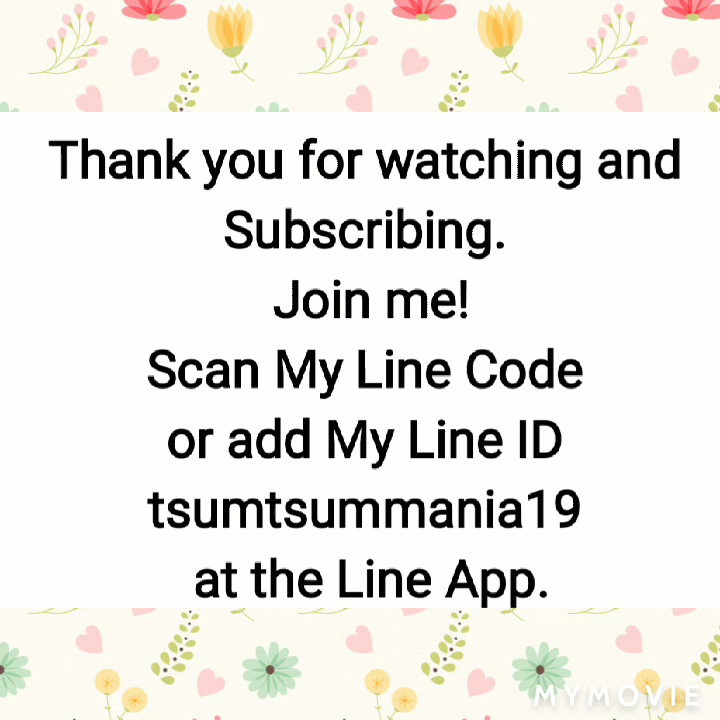 Thank you for watching and
Subscribing.
Join me!
Scan My Line Code
or add My Line ID
tsumtsummania19
at the Line App.
MYMOVIE